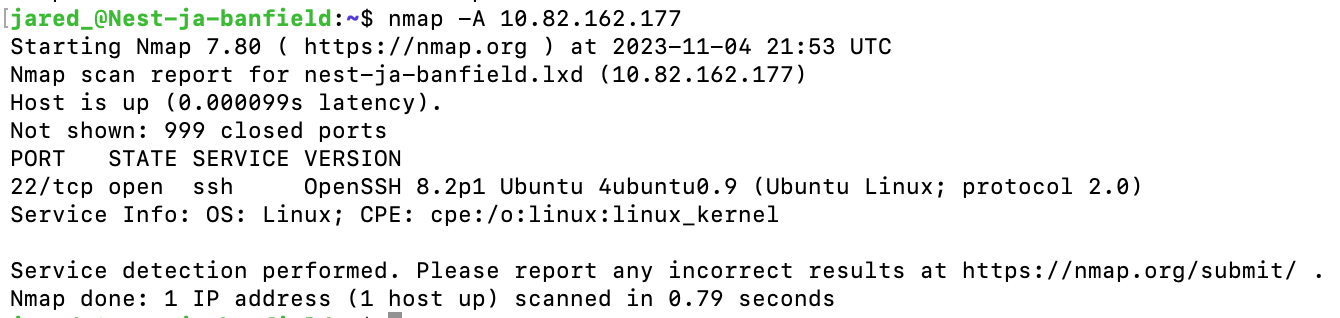 [jared_@Nest-ja-banfield:~$ nmap -A 10.82.162.177
Starting Nmap 7.80 ( https://nmap.org ) at 2023-11-04 21:53 UTC
Nmap scan report for nest-ja-banfield.lxd (10.82.162.177)
Host is up (0.000099s latency).
Not shown: 999 closed ports
PORT   STATE SERVICE VERSION
22/tcp open  ssh     OpenSSH 8.2p1 Ubuntu 4ubuntu0.9 (Ubuntu Linux; protocol 2.0)
Service Info: OS: Linux; CPE: cpe:/o:linux:linux_kernel
Service detection performed. Please report any incorrect results at https://nmap.org/submit/ .
Nmap done: 1 IP address (1 host up) scanned in 0.79 seconds